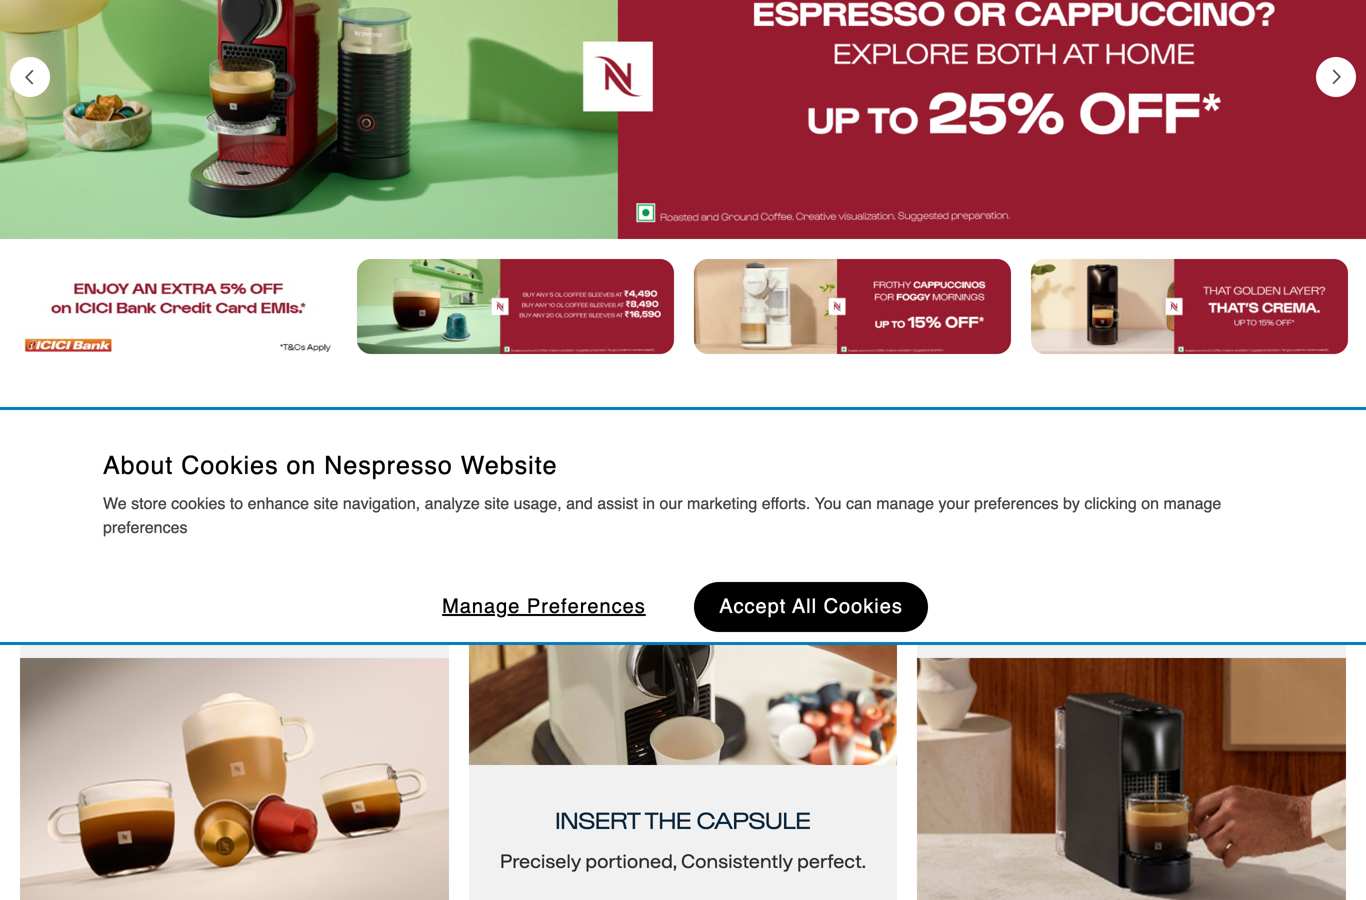 ESPRESSO OR CAPPUCCINO?
EXPLORE BOTH AT HOME
UP TO 25% OFF*
Roasted and Ground Coffee. Creative visualization. Suggested preparation.
ENJOY AN EXTRA 5% OFF
on ICICI Bank Credit Card EMIs.*
ICICI Bank
*T&Cs Apply
BUY ANY 5 OL COFFEE SLEEVES AT ₹4,490
BUY ANY 10 OL COFFEE SLEEVES AT ₹8,490
BUY ANY 20 OL COFFEE SLEEVES AT ₹16,590
FROTHY CAPPUCCINOS
FOR FOGGY MORNINGS
UP TO 15% OFF*
THAT GOLDEN LAYER?
THAT'S CREMA.
UP TO 15% OFF*
About Cookies on Nespresso Website
We store cookies to enhance site navigation, analyze site usage, and assist in our marketing efforts. You can manage your preferences by clicking on manage
preferences
Manage Preferences
Accept All Cookies
INSERT THE CAPSULE
Precisely portioned, Consistently perfect.